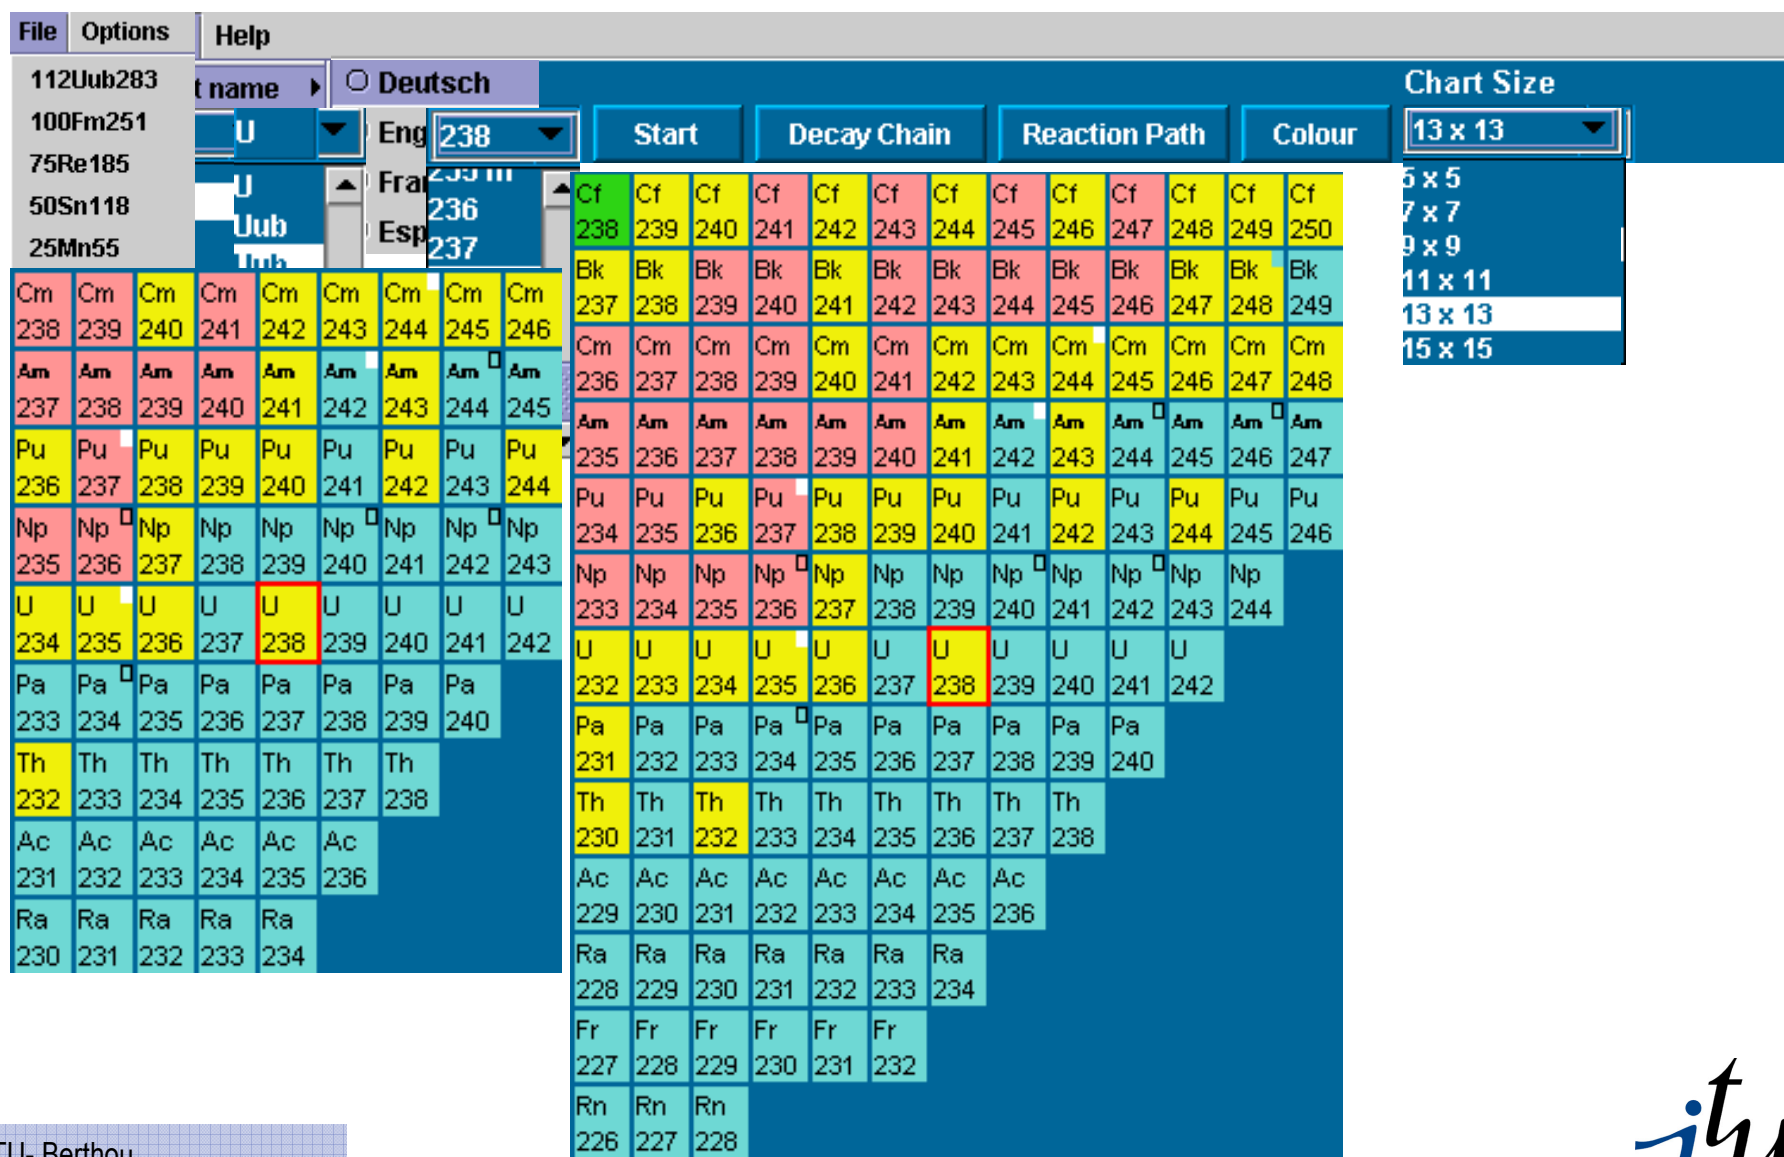 File Options Help
112Uub283
100Fm251
75Re185
50Sn118
25Mn55
t name
Deutsch
Eng
Fra
Esp
U
U
Uub
Uub
238
236
237
Start
Decay Chain
Reaction Path
Colour
Chart Size
13 x 13
5 x 5
7 x 7
9 x 9
11 x 11
13 x 13
15 x 15
Cm Cm Cm Cm Cm Cm Cm Cm Cm
238 239 240 241 242 243 244 245 246
Am Am Am Am Am Am Am Am Am
237 238 239 240 241 242 243 244 245
Pu Pu Pu Pu Pu Pu Pu Pu Pu
236 237 238 239 240 241 242 243 244
Np Np Np Np Np Np Np Np Np
235 236 237 238 239 240 241 242 243
U U U U U U U U U
234 235 236 237 238 239 240 241 242
Pa Pa Pa Pa Pa Pa Pa Pa
233 234 235 236 237 238 239 240
Th Th Th Th Th Th Th
232 233 234 235 236 237 238
Ac Ac Ac Ac Ac Ac
231 232 233 234 235 236
Ra Ra Ra Ra Ra
230 231 232 233 234
Cf Cf Cf Cf Cf Cf Cf Cf Cf Cf Cf Cf Cf
238 239 240 241 242 243 244 245 246 247 248 249 250
Bk Bk Bk Bk Bk Bk Bk Bk Bk Bk Bk Bk Bk
237 238 239 240 241 242 243 244 245 246 247 248 249
Cm Cm Cm Cm Cm Cm Cm Cm Cm Cm Cm Cm Cm
236 237 238 239 240 241 242 243 244 245 246 247 248
Am Am Am Am Am Am Am Am Am Am Am Am Am
235 236 237 238 239 240 241 242 243 244 245 246 247
Pu Pu Pu Pu Pu Pu Pu Pu Pu Pu Pu Pu Pu
234 235 236 237 238 239 240 241 242 243 244 245 246
Np Np Np Np Np Np Np Np Np Np Np Np
233 234 235 236 237 238 239 240 241 242 243 244
U U U U U U U U U U U
232 233 234 235 236 237 238 239 240 241 242
Pa Pa Pa Pa Pa Pa Pa Pa Pa Pa
231 232 233 234 235 236 237 238 239 240
Th Th Th Th Th Th Th Th Th
230 231 232 233 234 235 236 237 238
Ac Ac Ac Ac Ac Ac Ac Ac
229 230 231 232 233 234 235 236
Ra Ra Ra Ra Ra Ra Ra
228 229 230 231 232 233 234
Fr Fr Fr Fr Fr Fr
227 228 229 230 231 232
Rn Rn Rn
226 227 228
TU- Berthou
itu